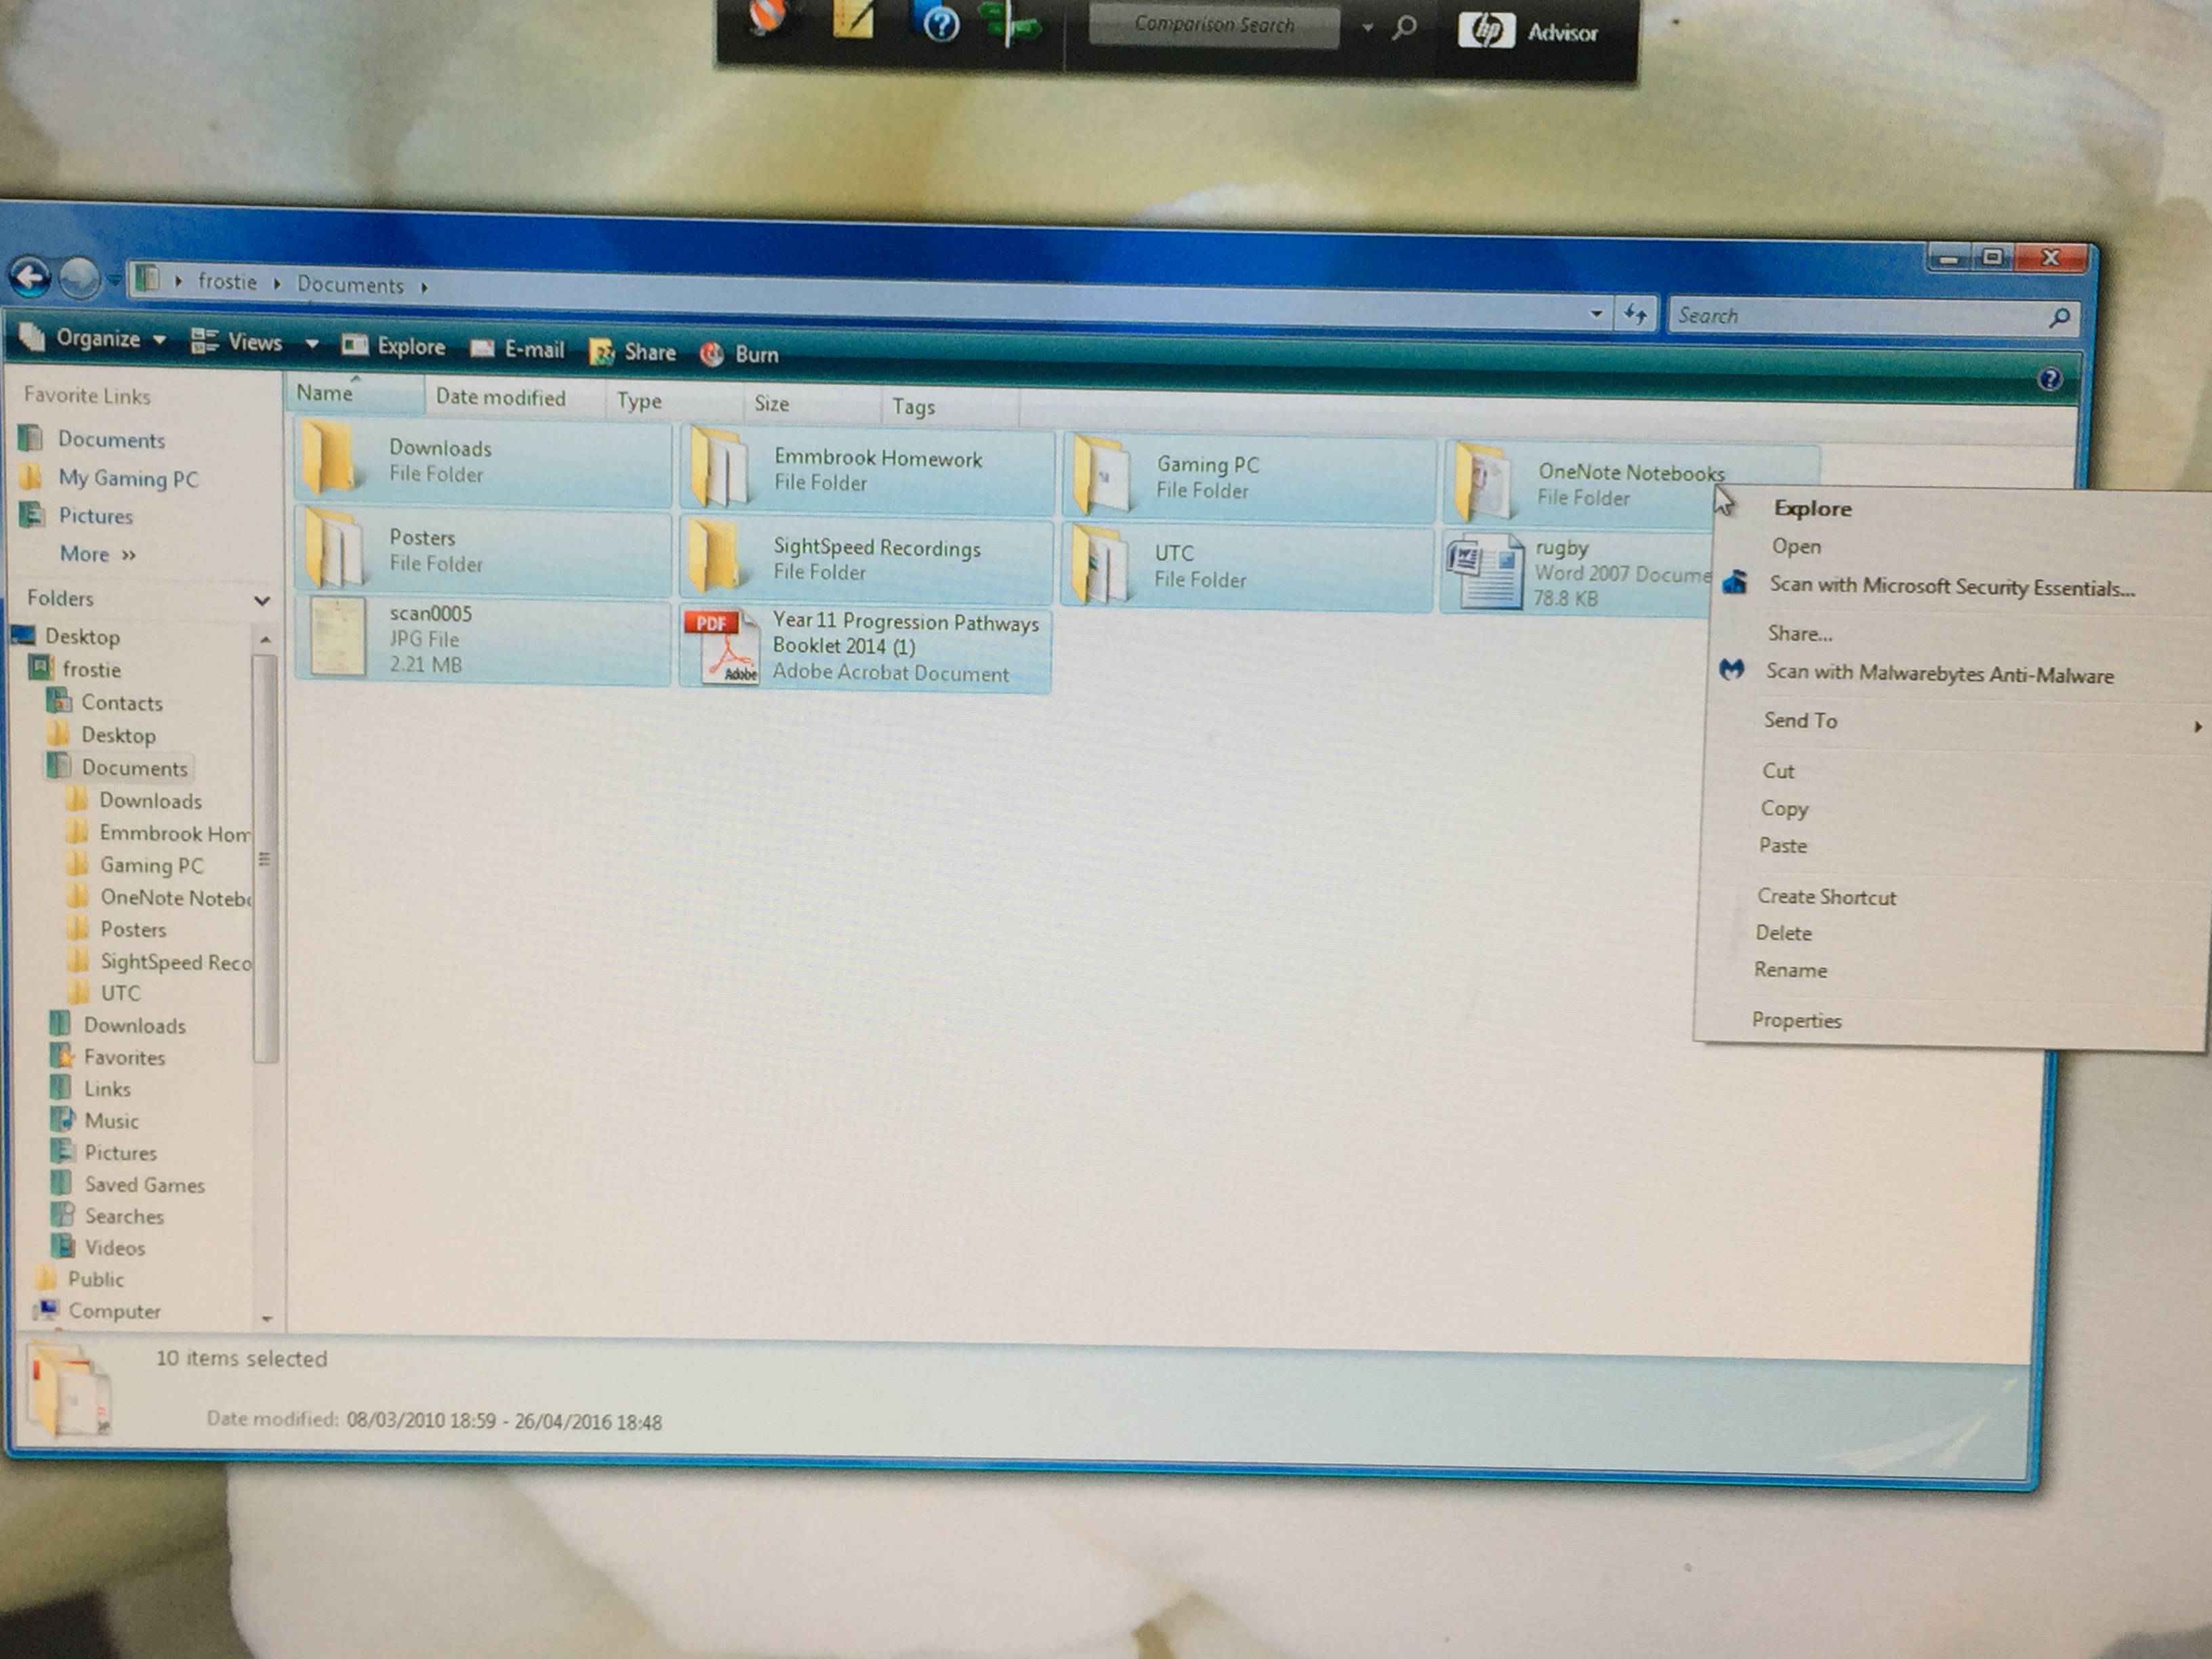 Comparison Search
hp
Advisor
frostie
Documents
Search
Organize
Views
Explore
E-mail
Share
Burn
?
Favorite Links
Documents
My Gaming PC
Pictures
More »
Folders
Desktop
frostie
Contacts
Desktop
Documents
Downloads
Emmbrook Hom
Gaming PC
OneNote Notebo
Posters
SightSpeed Reco
UTC
Downloads
Favorites
Links
Music
Pictures
Saved Games
Searches
Videos
Public
Computer
Name
Date modified
Type
Size
Tags
Downloads
File Folder
Emmbrook Homework
File Folder
Gaming PC
File Folder
OneNote Notebooks
File Folder
Posters
File Folder
SightSpeed Recordings
File Folder
UTC
File Folder
rugby
Word 2007 Docume
78.8 KB
scan0005
JPG File
2.21 MB
PDF
Adobe
Year 11 Progression Pathways
Booklet 2014 (1)
Adobe Acrobat Document
Explore
Open
Scan with Microsoft Security Essentials...
Share...
Scan with Malwarebytes Anti-Malware
Send To
Cut
Copy
Paste
Create Shortcut
Delete
Rename
Properties
10 items selected
Date modified: 08/03/2010 18:59 - 26/04/2016 18:48